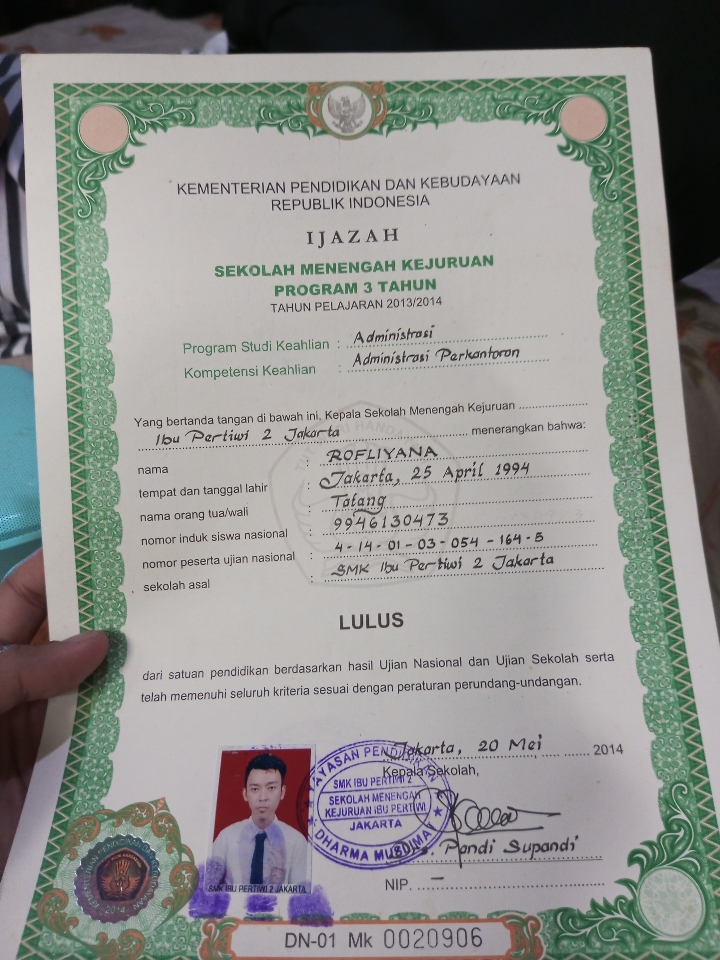 KEMENTERIAN PENDIDIKAN DAN KEBUDAYAAN
REPUBLIK INDONESIA
IJAZAH
SEKOLAH MENENGAH KEJURUAN
PROGRAM 3 TAHUN
TAHUN PELAJARAN 2013/2014
Program Studi Keahlian : Administrasi
Kompetensi Keahlian : Administrasi Perkantoran
Yang bertanda tangan di bawah ini, Kepala Sekolah Menengah Kejuruan
Ibu Pertiwi 2 Jakarta menerangkan bahwa:
nama : ROFLIYANA
tempat dan tanggal lahir : Jakarta, 25 April 1994
nama orang tua/wali : Tatang
nomor induk siswa nasional : 9946130473
nomor peserta ujian nasional : 4-14-01-03-054-164-5
sekolah asal : SMK Ibu Pertiwi 2 Jakarta
LULUS
dari satuan pendidikan berdasarkan hasil Ujian Nasional dan Ujian Sekolah serta
telah memenuhi seluruh kriteria sesuai dengan peraturan perundang-undangan.
Jakarta, 20 Mei 2014
Kepala Sekolah,
YAYASAN PENDIDIKAN
SMK IBU PERTIWI 2
SEKOLAH MENENGAH
KEJURUAN IBU PERTIWI
JAKARTA
DHARMA
Pandi Supandi
NIP. –
SMK IBU PERTIWI 2 JAKARTA
2014
DN-01 Mk 0020906